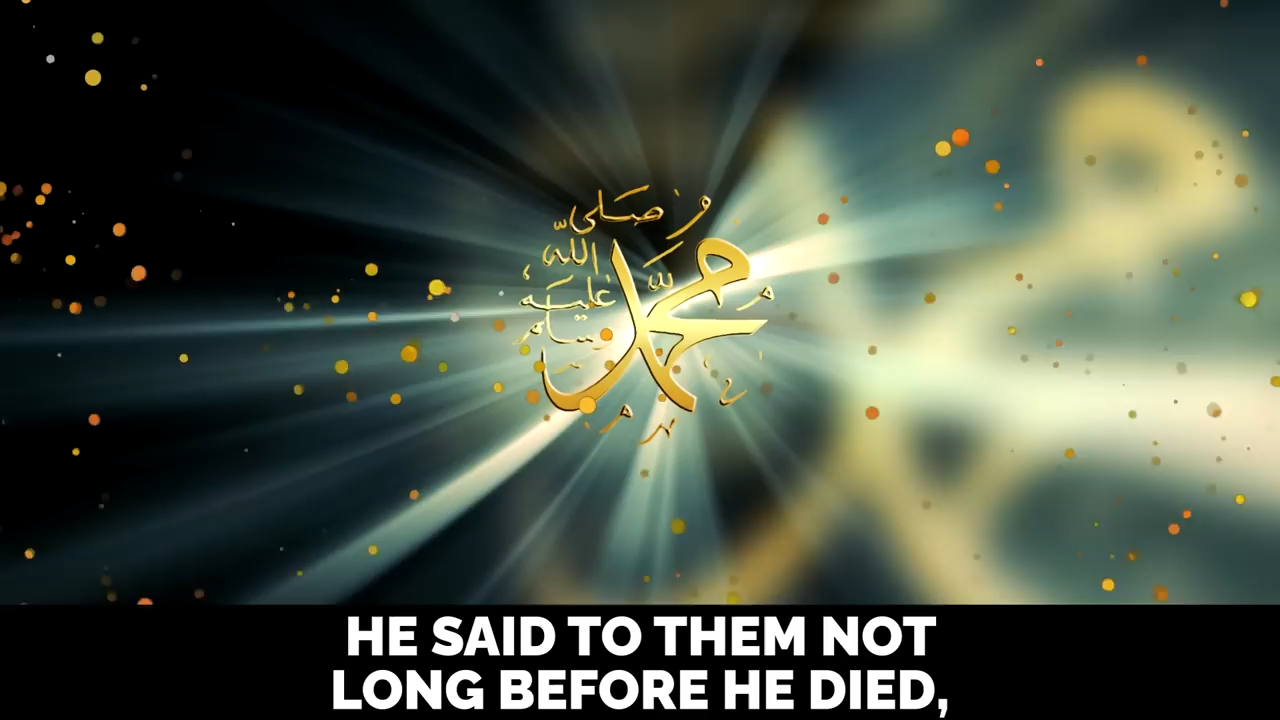 صلى
الله
عليه
وسلم
محمد
HE SAID TO THEM NOT
LONG BEFORE HE DIED,